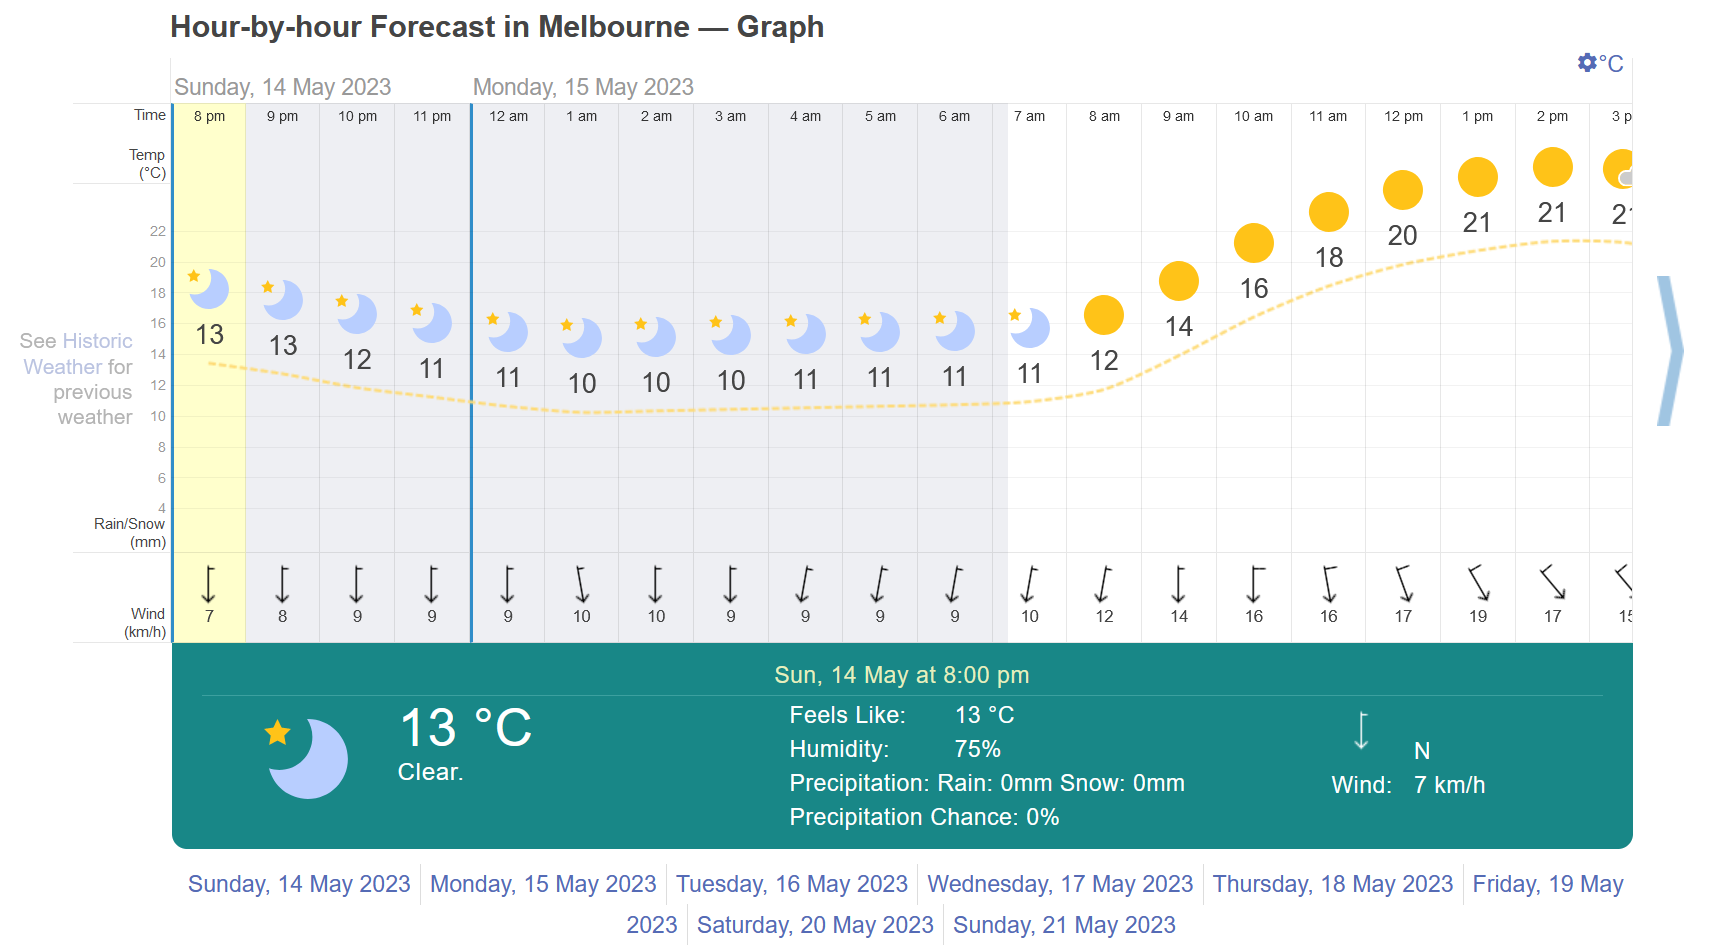 Hour-by-hour Forecast in Melbourne — Graph
°C
Sunday, 14 May 2023 Monday, 15 May 2023
Time 8 pm 9 pm 10 pm 11 pm 12 am 1 am 2 am 3 am 4 am 5 am 6 am 7 am 8 am 9 am 10 am 11 am 12 pm 1 pm 2 pm 3 p
Temp
(°C)
22
20
18
16
14
12
10
8
6
4
13 13 12 11 11 10 10 10 11 11 11 11 12 14 16 18 20 21 21 21
See Historic
Weather for
previous
weather
Rain/Snow
(mm)
Wind
(km/h)
7 8 9 9 9 10 10 9 9 9 9 10 12 14 16 16 17 19 17 15
Sun, 14 May at 8:00 pm
13 °C
Clear.
Feels Like: 13 °C
Humidity: 75%
Precipitation: Rain: 0mm Snow: 0mm
Precipitation Chance: 0%
N
Wind: 7 km/h
Sunday, 14 May 2023 Monday, 15 May 2023 Tuesday, 16 May 2023 Wednesday, 17 May 2023 Thursday, 18 May 2023 Friday, 19 May
2023 Saturday, 20 May 2023 Sunday, 21 May 2023